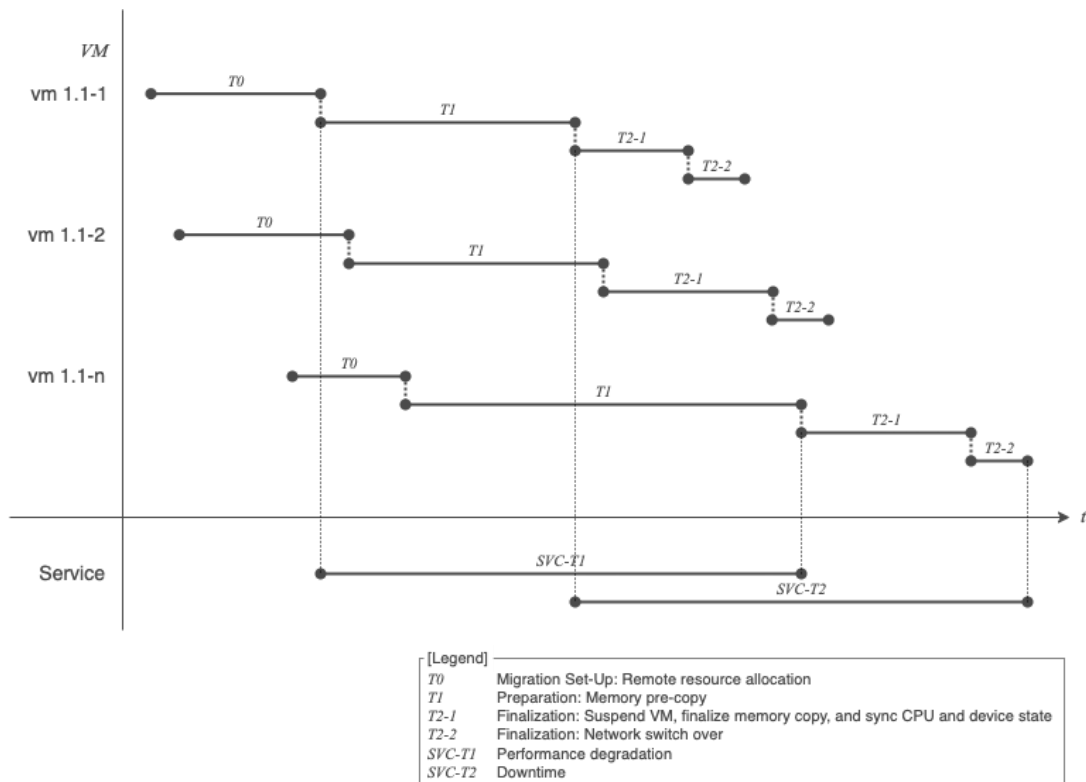 VM
vm 1.1-1
T0
T1
T2-1
T2-2
vm 1.1-2
T0
T1
T2-1
T2-2
vm 1.1-n
T0
T1
T2-1
T2-2
t
Service
SVC-T1
SVC-T2
[Legend]
T0 Migration Set-Up: Remote resource allocation
T1 Preparation: Memory pre-copy
T2-1 Finalization: Suspend VM, finalize memory copy, and sync CPU and device state
T2-2 Finalization: Network switch over
SVC-T1 Performance degradation
SVC-T2 Downtime